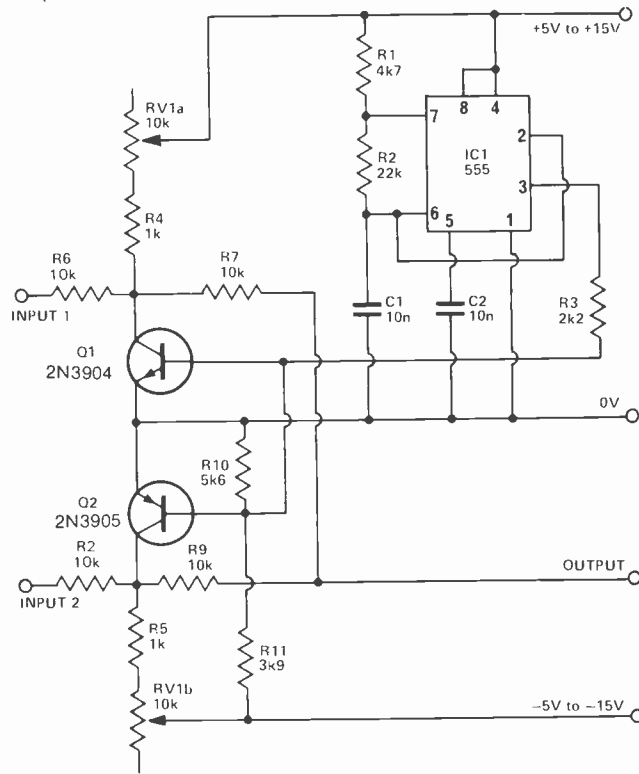 +5V to +15V
R1
4k7
8
4
7
2
RV1a
10k
IC1
555
R2
22k
3
6
5
1
R4
1k
R6
10k
R7
10k
INPUT 1
C1
10n
C2
10n
R3
2k2
Q1
2N3904
0V
R10
5k6
Q2
2N3905
R2
10k
R9
10k
OUTPUT
INPUT 2
R5
1k
R11
3k9
RV1b
10k
-5V to -15V